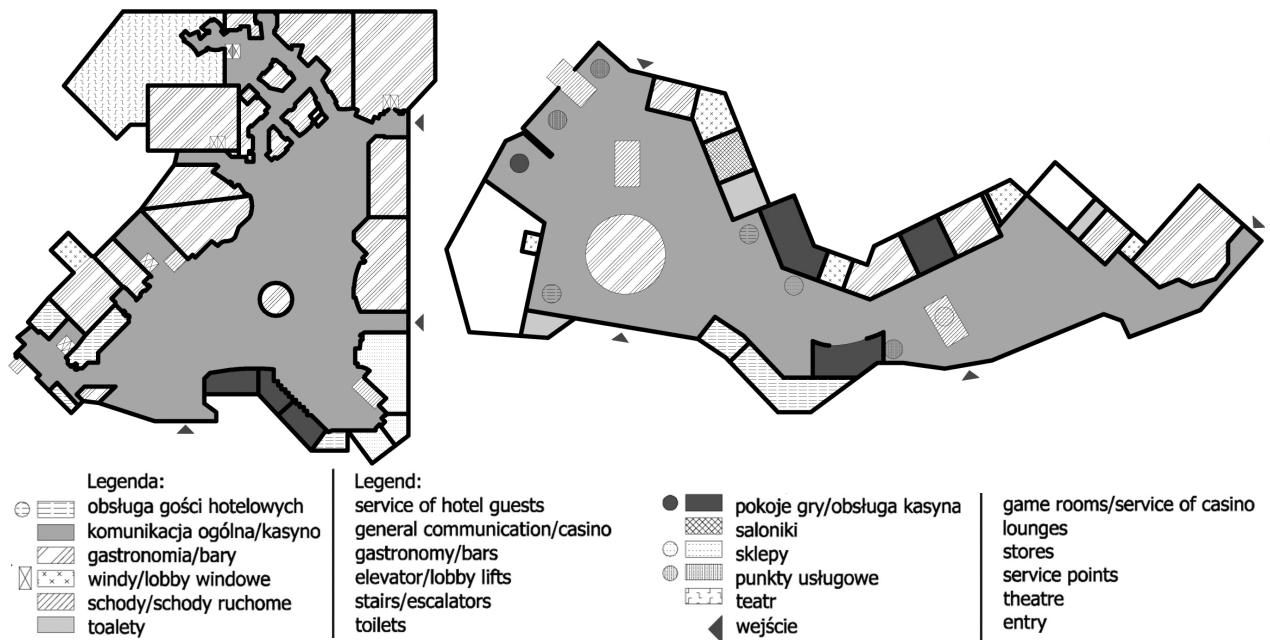 Legenda:
obsługa gości hotelowych
komunikacja ogólna/kasyno
gastronomia/bary
windy/lobby windowe
schody/schody ruchome
toalety
Legend:
service of hotel guests
general communication/casino
gastronomy/bars
elevator/lobby lifts
stairs/escalators
toilets
pokoje gry/obsługa kasyna
saloniki
sklepy
punkty usługowe
teatr
wejście
game rooms/service of casino
lounges
stores
service points
theatre
entry